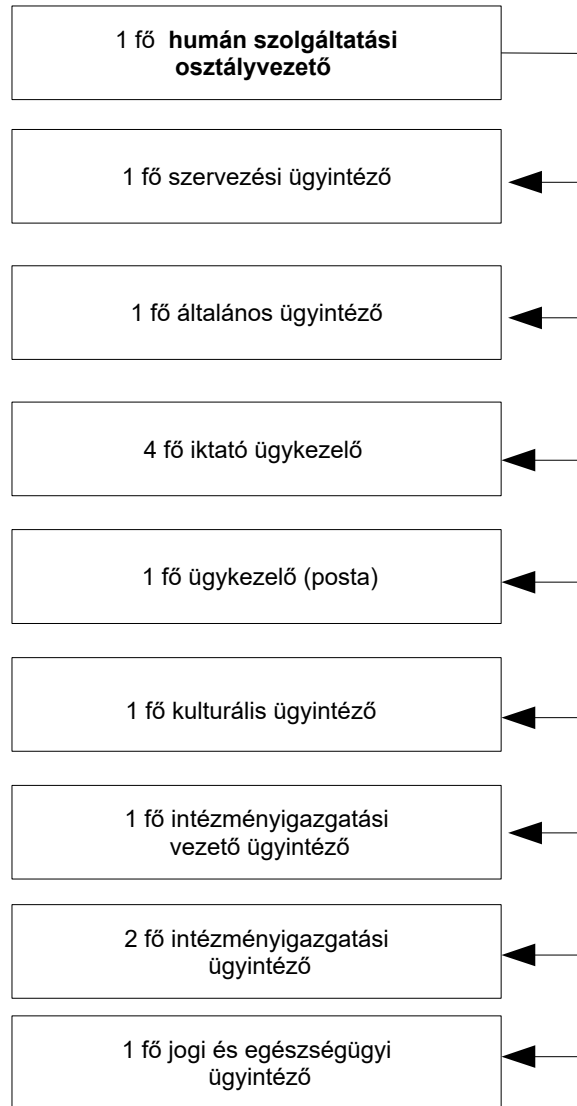 1 fő humán szolgáltatási
osztályvezető
1 fő szervezési ügyintéző
1 fő általános ügyintéző
4 fő iktató ügykezelő
1 fő ügykezelő (posta)
1 fő kulturális ügyintéző
1 fő intézményigazgatási
vezető ügyintéző
2 fő intézményigazgatási
ügyintéző
1 fő jogi és egészségügyi
ügyintéző